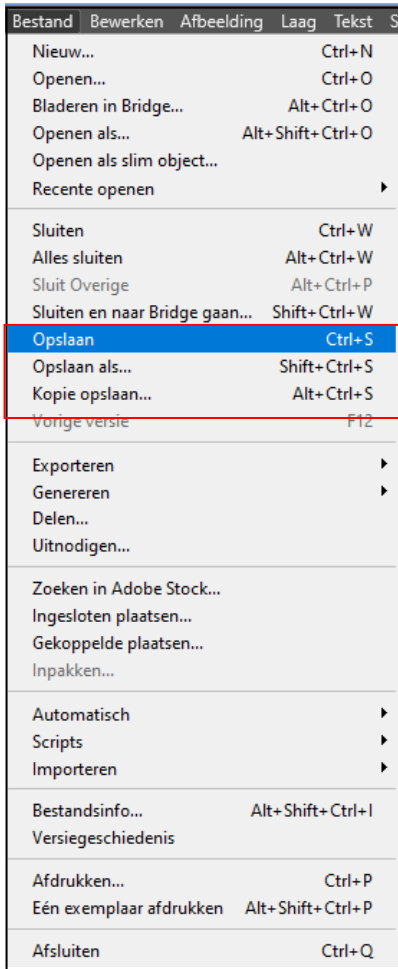 Bestand Bewerken Afbeelding Laag Tekst S
Nieuw... Ctrl+N
Openen... Ctrl+O
Bladeren in Bridge... Alt+Ctrl+O
Openen als... Alt+Shift+Ctrl+O
Openen als slim object...
Recente openen
Sluiten Ctrl+W
Alles sluiten Alt+Ctrl+W
Sluit Overige Alt+Ctrl+P
Sluiten en naar Bridge gaan... Shift+Ctrl+W
Opslaan Ctrl+S
Opslaan als... Shift+Ctrl+S
Kopie opslaan... Alt+Ctrl+S
Vorige versie F12
Exporteren
Genereren
Delen...
Uitnodigen...
Zoeken in Adobe Stock...
Ingesloten plaatsen...
Gekoppelde plaatsen...
Inpakken...
Automatisch
Scripts
Importeren
Bestandsinfo... Alt+Shift+Ctrl+I
Versiegeschiedenis
Afdrukken... Ctrl+P
Eén exemplaar afdrukken Alt+Shift+Ctrl+P
Afsluiten Ctrl+Q